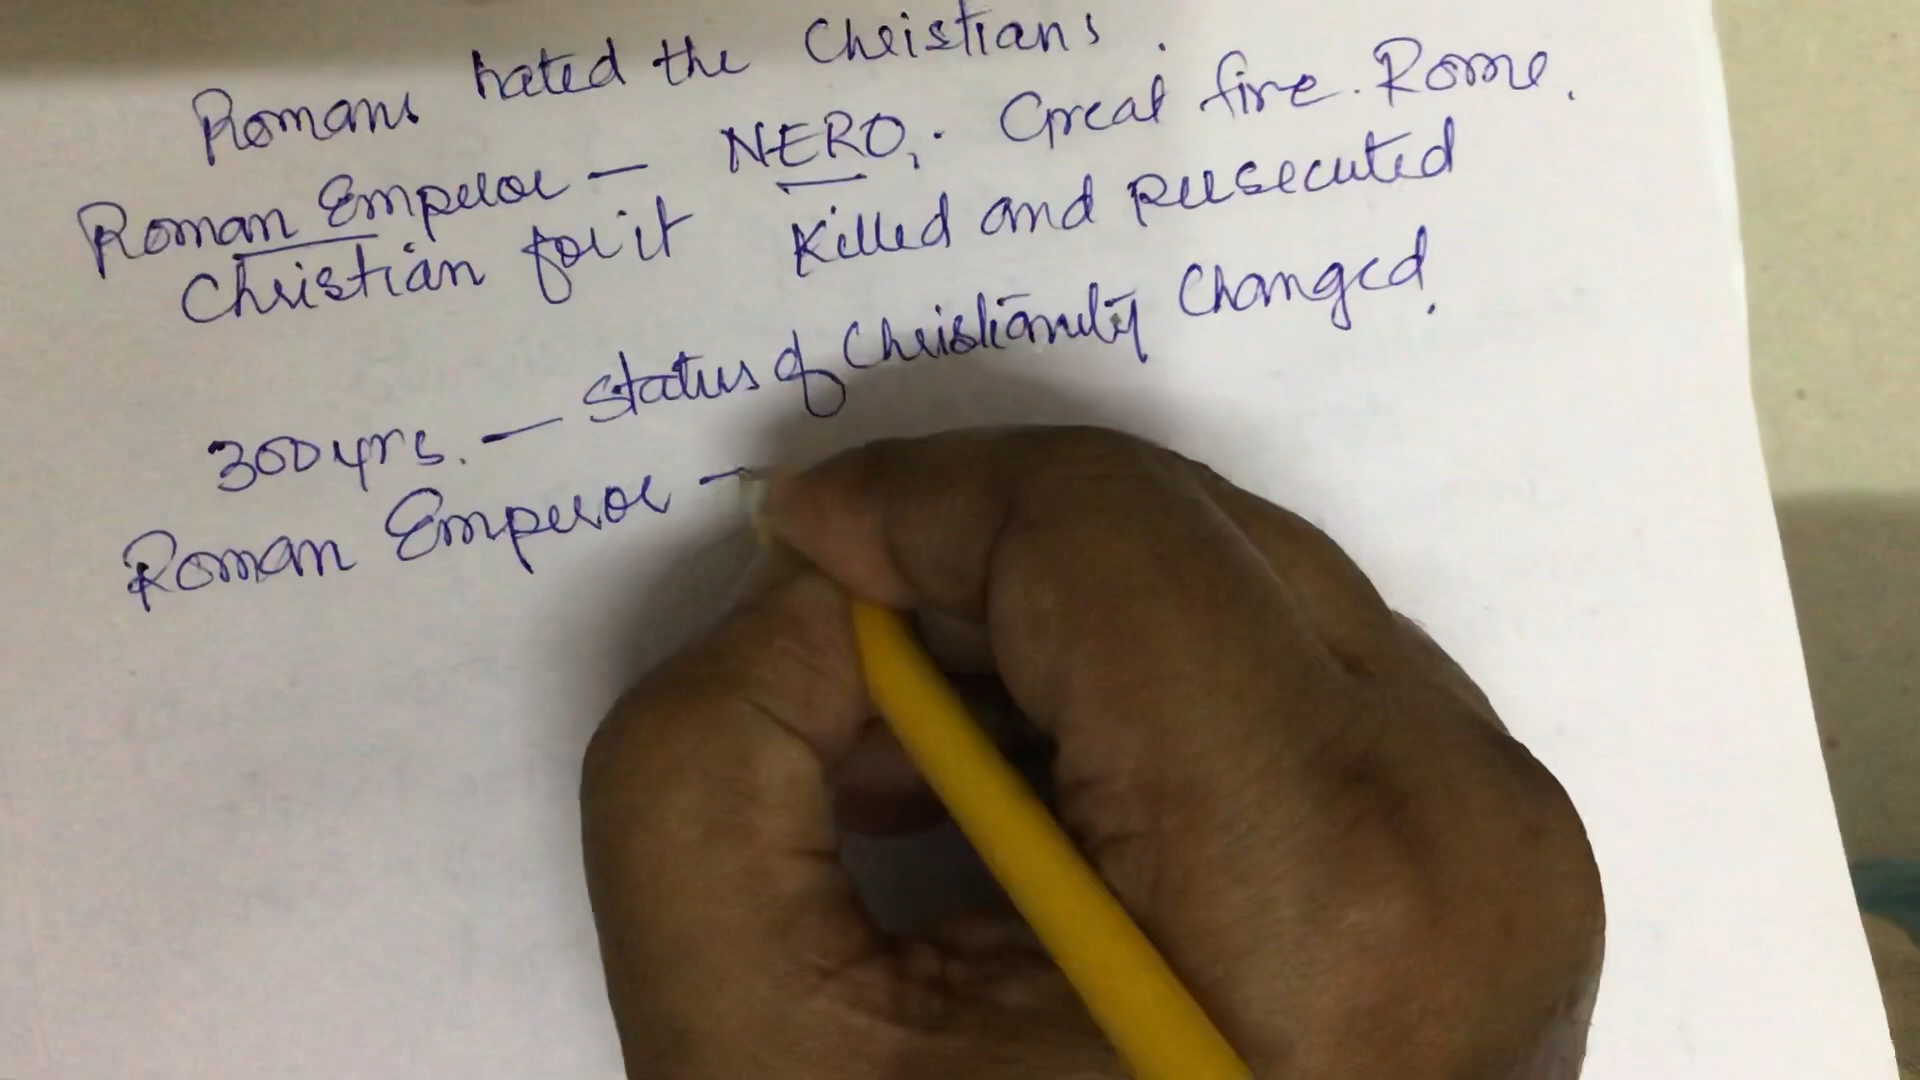 Romans hated the Christians.
Roman Emperor — NERO, . Great fire . Rome.
Christian for it Killed and persecuted
300 yrs. — status of Christianity Changed.
Roman Emperor —